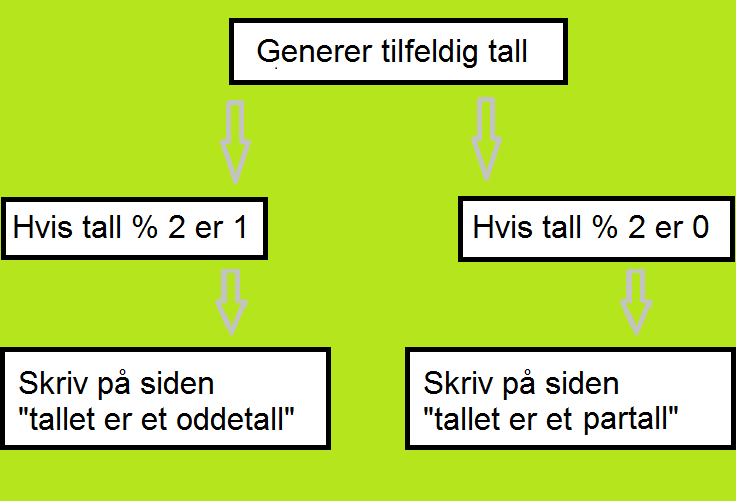 Generer tilfeldig tall
Hvis tall % 2 er 1
Hvis tall % 2 er 0
Skriv på siden
"tallet er et oddetall"
Skriv på siden
"tallet er et partall"